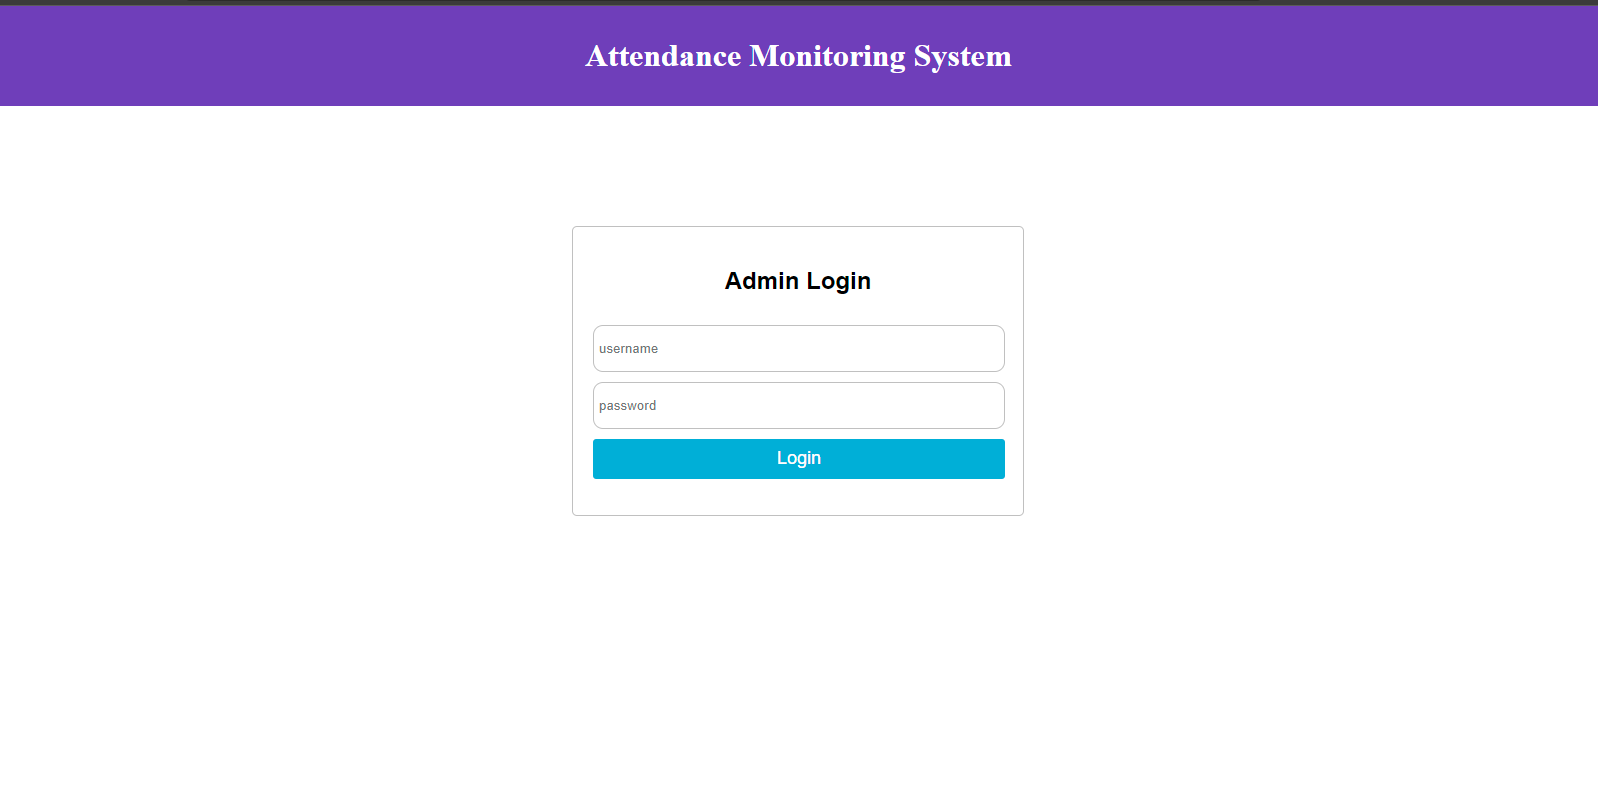 Attendance Monitoring System
Admin Login
username
password
Login